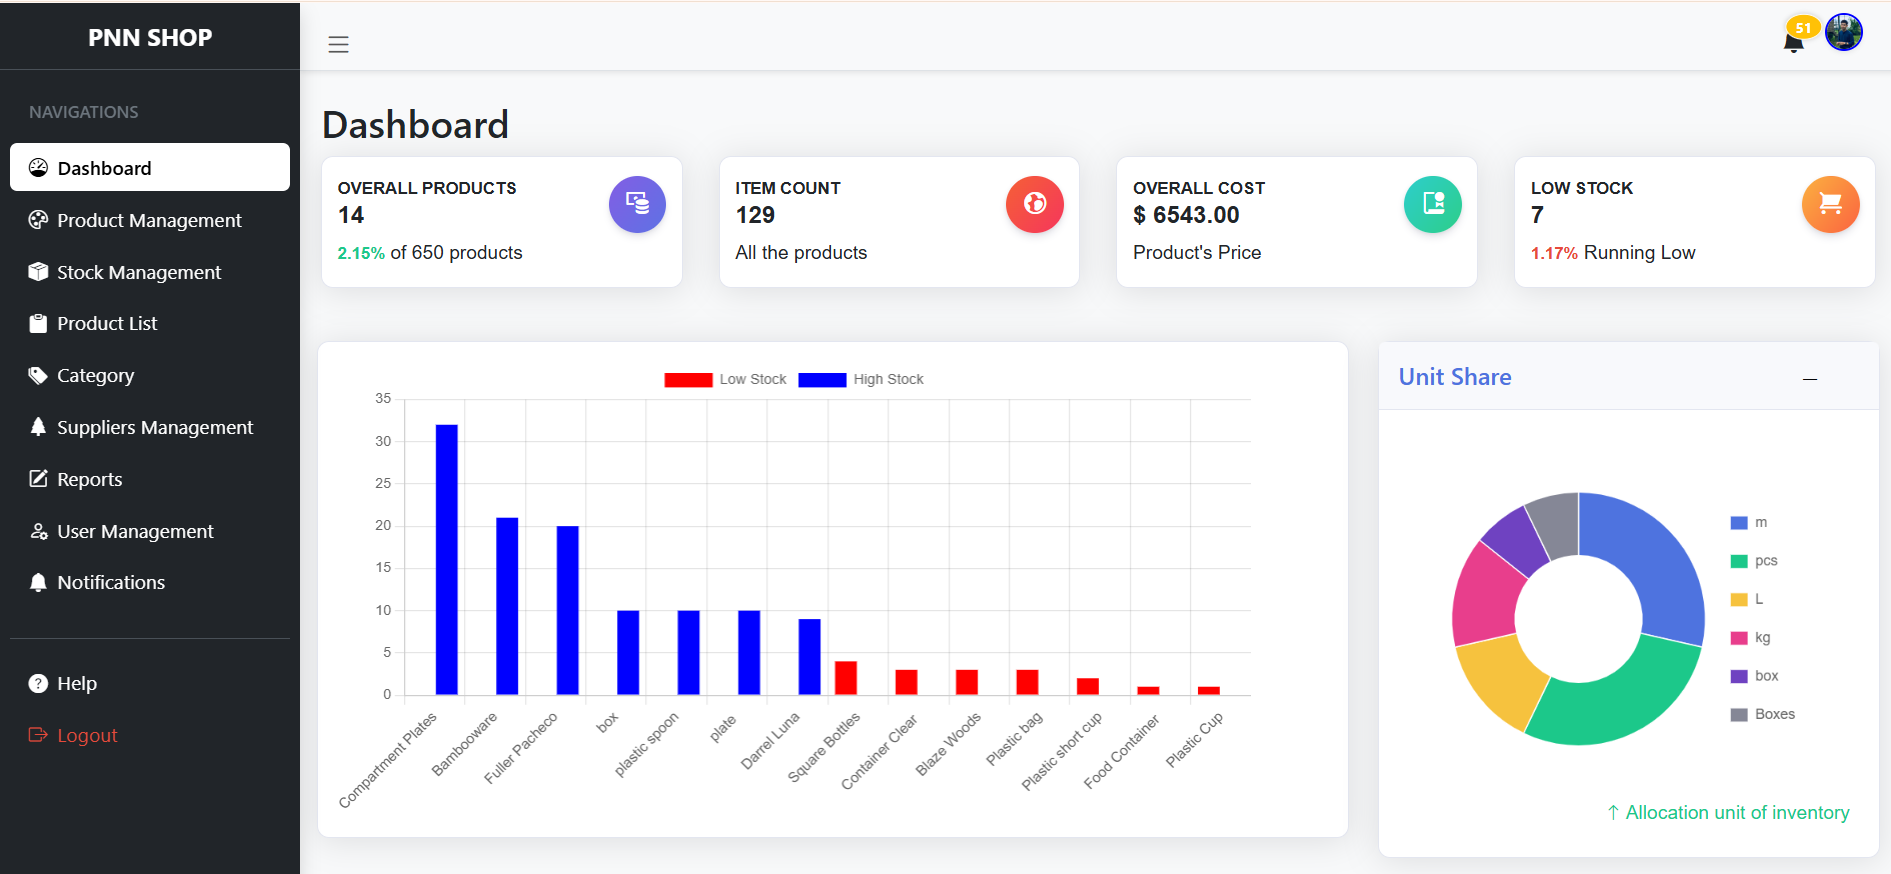 PNN SHOP
NAVIGATIONS
Dashboard
Product Management
Stock Management
Product List
Category
Suppliers Management
Reports
User Management
Notifications
Help
Logout
51
Dashboard
OVERALL PRODUCTS
14
2.15% of 650 products
ITEM COUNT
129
All the products
OVERALL COST
$ 6543.00
Product's Price
LOW STOCK
7
1.17% Running Low
Low Stock High Stock
35
30
25
20
15
10
5
0
Compartment Plates
Bambooware
Fuller Pacheco
box
plastic spoon
plate
Darrel Luna
Square Bottles
Container Clear
Blaze Woods
Plastic bag
Plastic short cup
Food Container
Plastic Cup
Unit Share
m
pcs
L
kg
box
Boxes
↑ Allocation unit of inventory